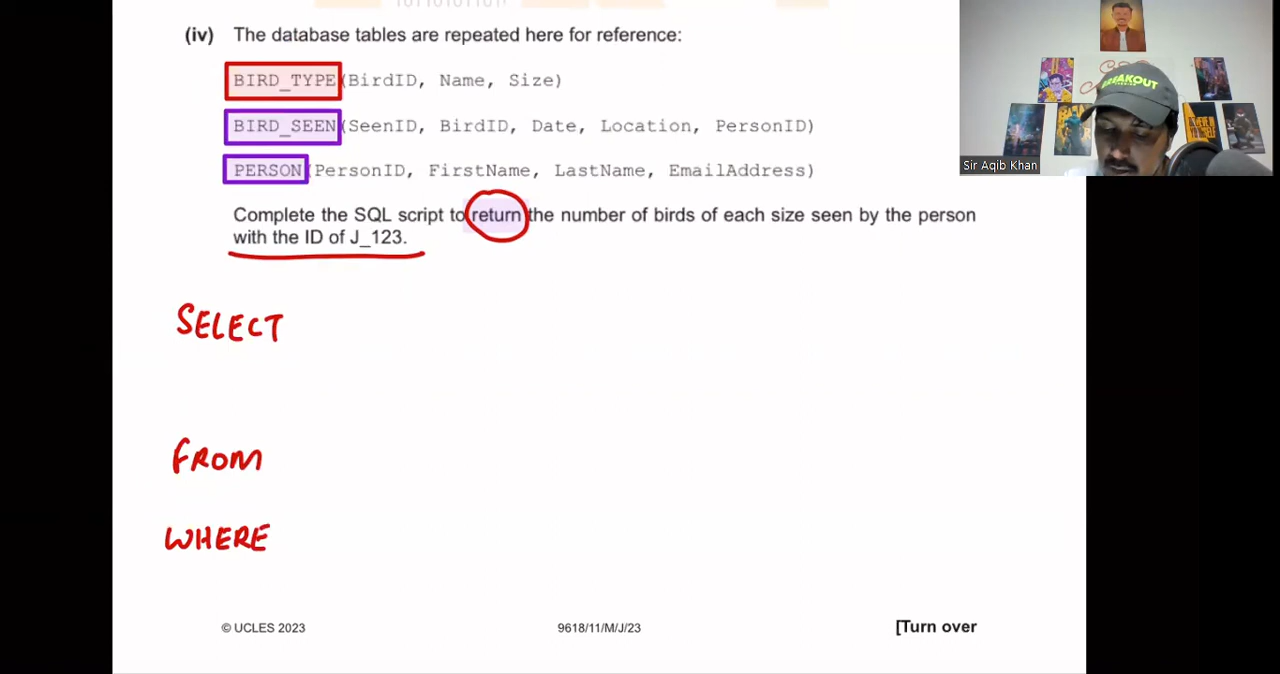 (iv) The database tables are repeated here for reference:
BIRD_TYPE(BirdID, Name, Size)
BIRD_SEEN(SeenID, BirdID, Date, Location, PersonID)
PERSON(PersonID, FirstName, LastName, EmailAddress)
Complete the SQL script to return the number of birds of each size seen by the person
with the ID of J_123.
SELECT
FROM
WHERE
© UCLES 2023 9618/11/M/J/23 [Turn over
BREAKOUT
Sir Aqib Khan